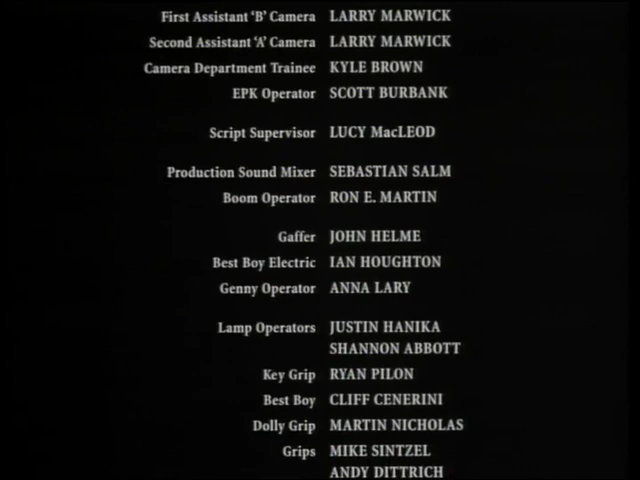 First Assistant ‘B’ Camera LARRY MARWICK
Second Assistant ‘A’ Camera LARRY MARWICK
Camera Department Trainee KYLE BROWN
EPK Operator SCOTT BURBANK
Script Supervisor LUCY MacLEOD
Production Sound Mixer SEBASTIAN SALM
Boom Operator RON E. MARTIN
Gaffer JOHN HELME
Best Boy Electric IAN HOUGHTON
Genny Operator ANNA LARY
Lamp Operators JUSTIN HANIKA
SHANNON ABBOTT
Key Grip RYAN PILON
Best Boy CLIFF CENERINI
Dolly Grip MARTIN NICHOLAS
Grips MIKE SINTZEL
ANDY DITTRICH